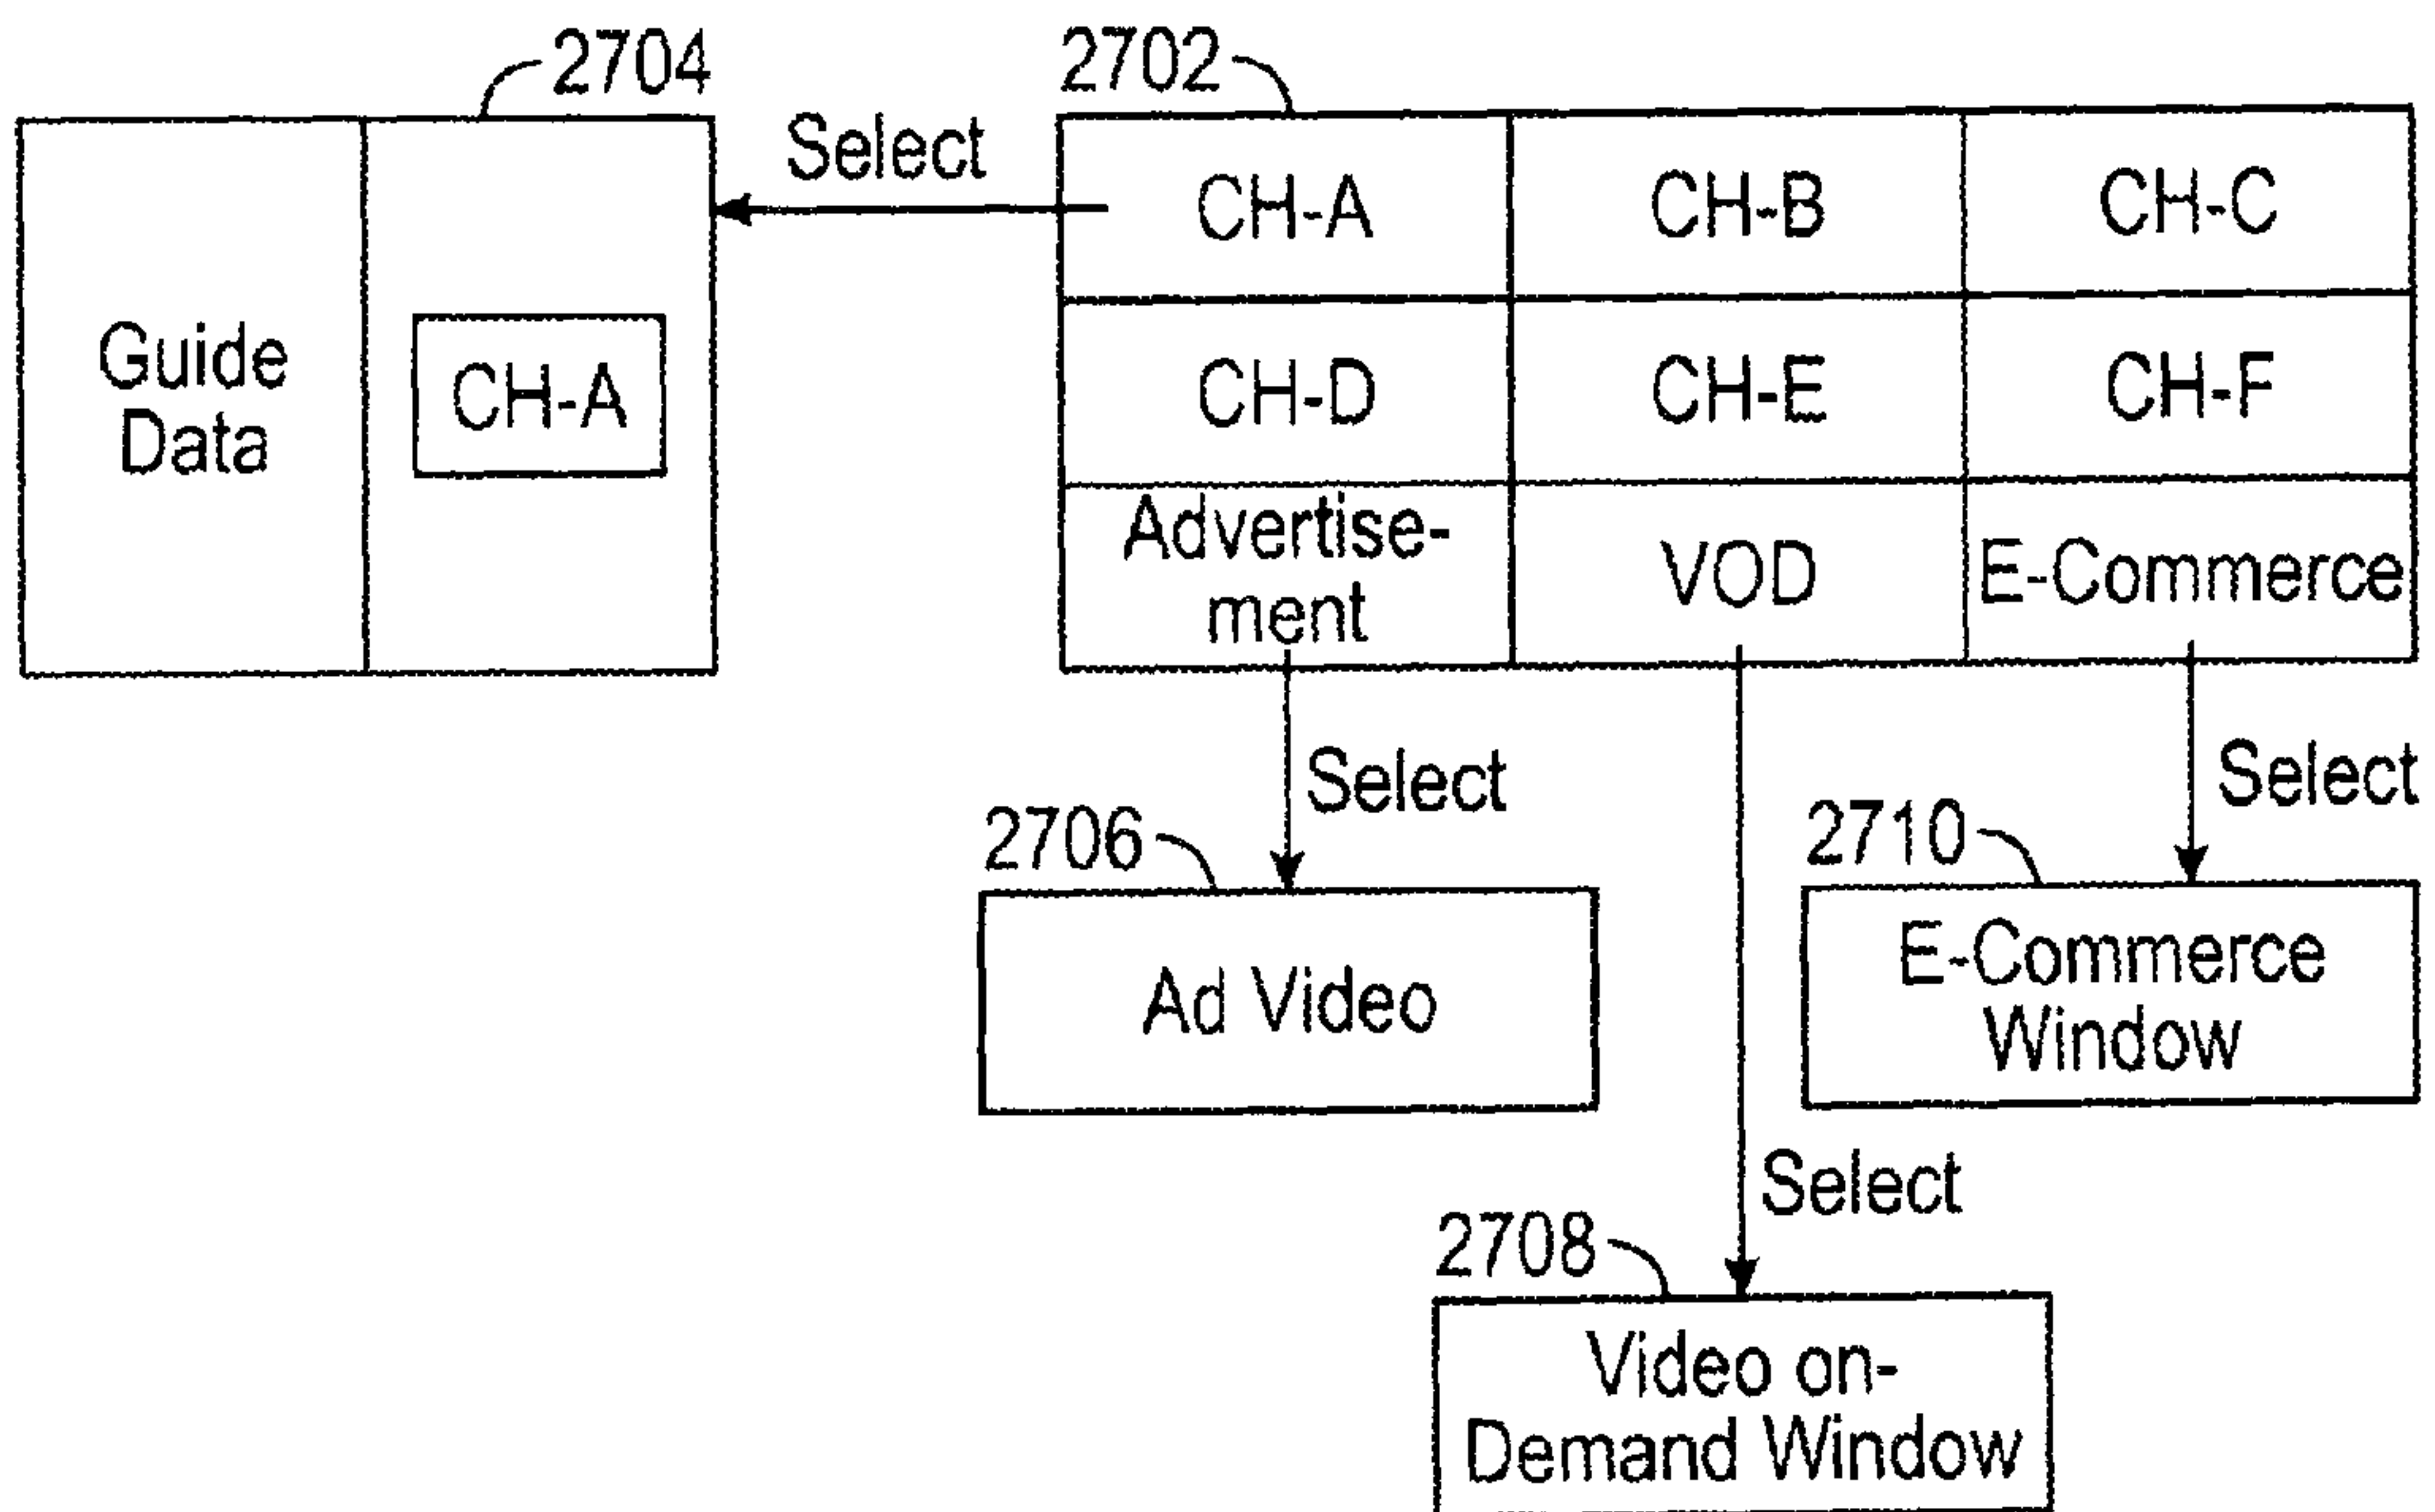 2704
2702
Select
CH-A
CH-B
CH-C
Guide
Data
CH-A
CH-D
CH-E
CH-F
Advertise-
ment
VOD
E-Commerce
Select
Select
2706
2710
Ad Video
E-Commerce
Window
Select
2708
Video on-
Demand Window